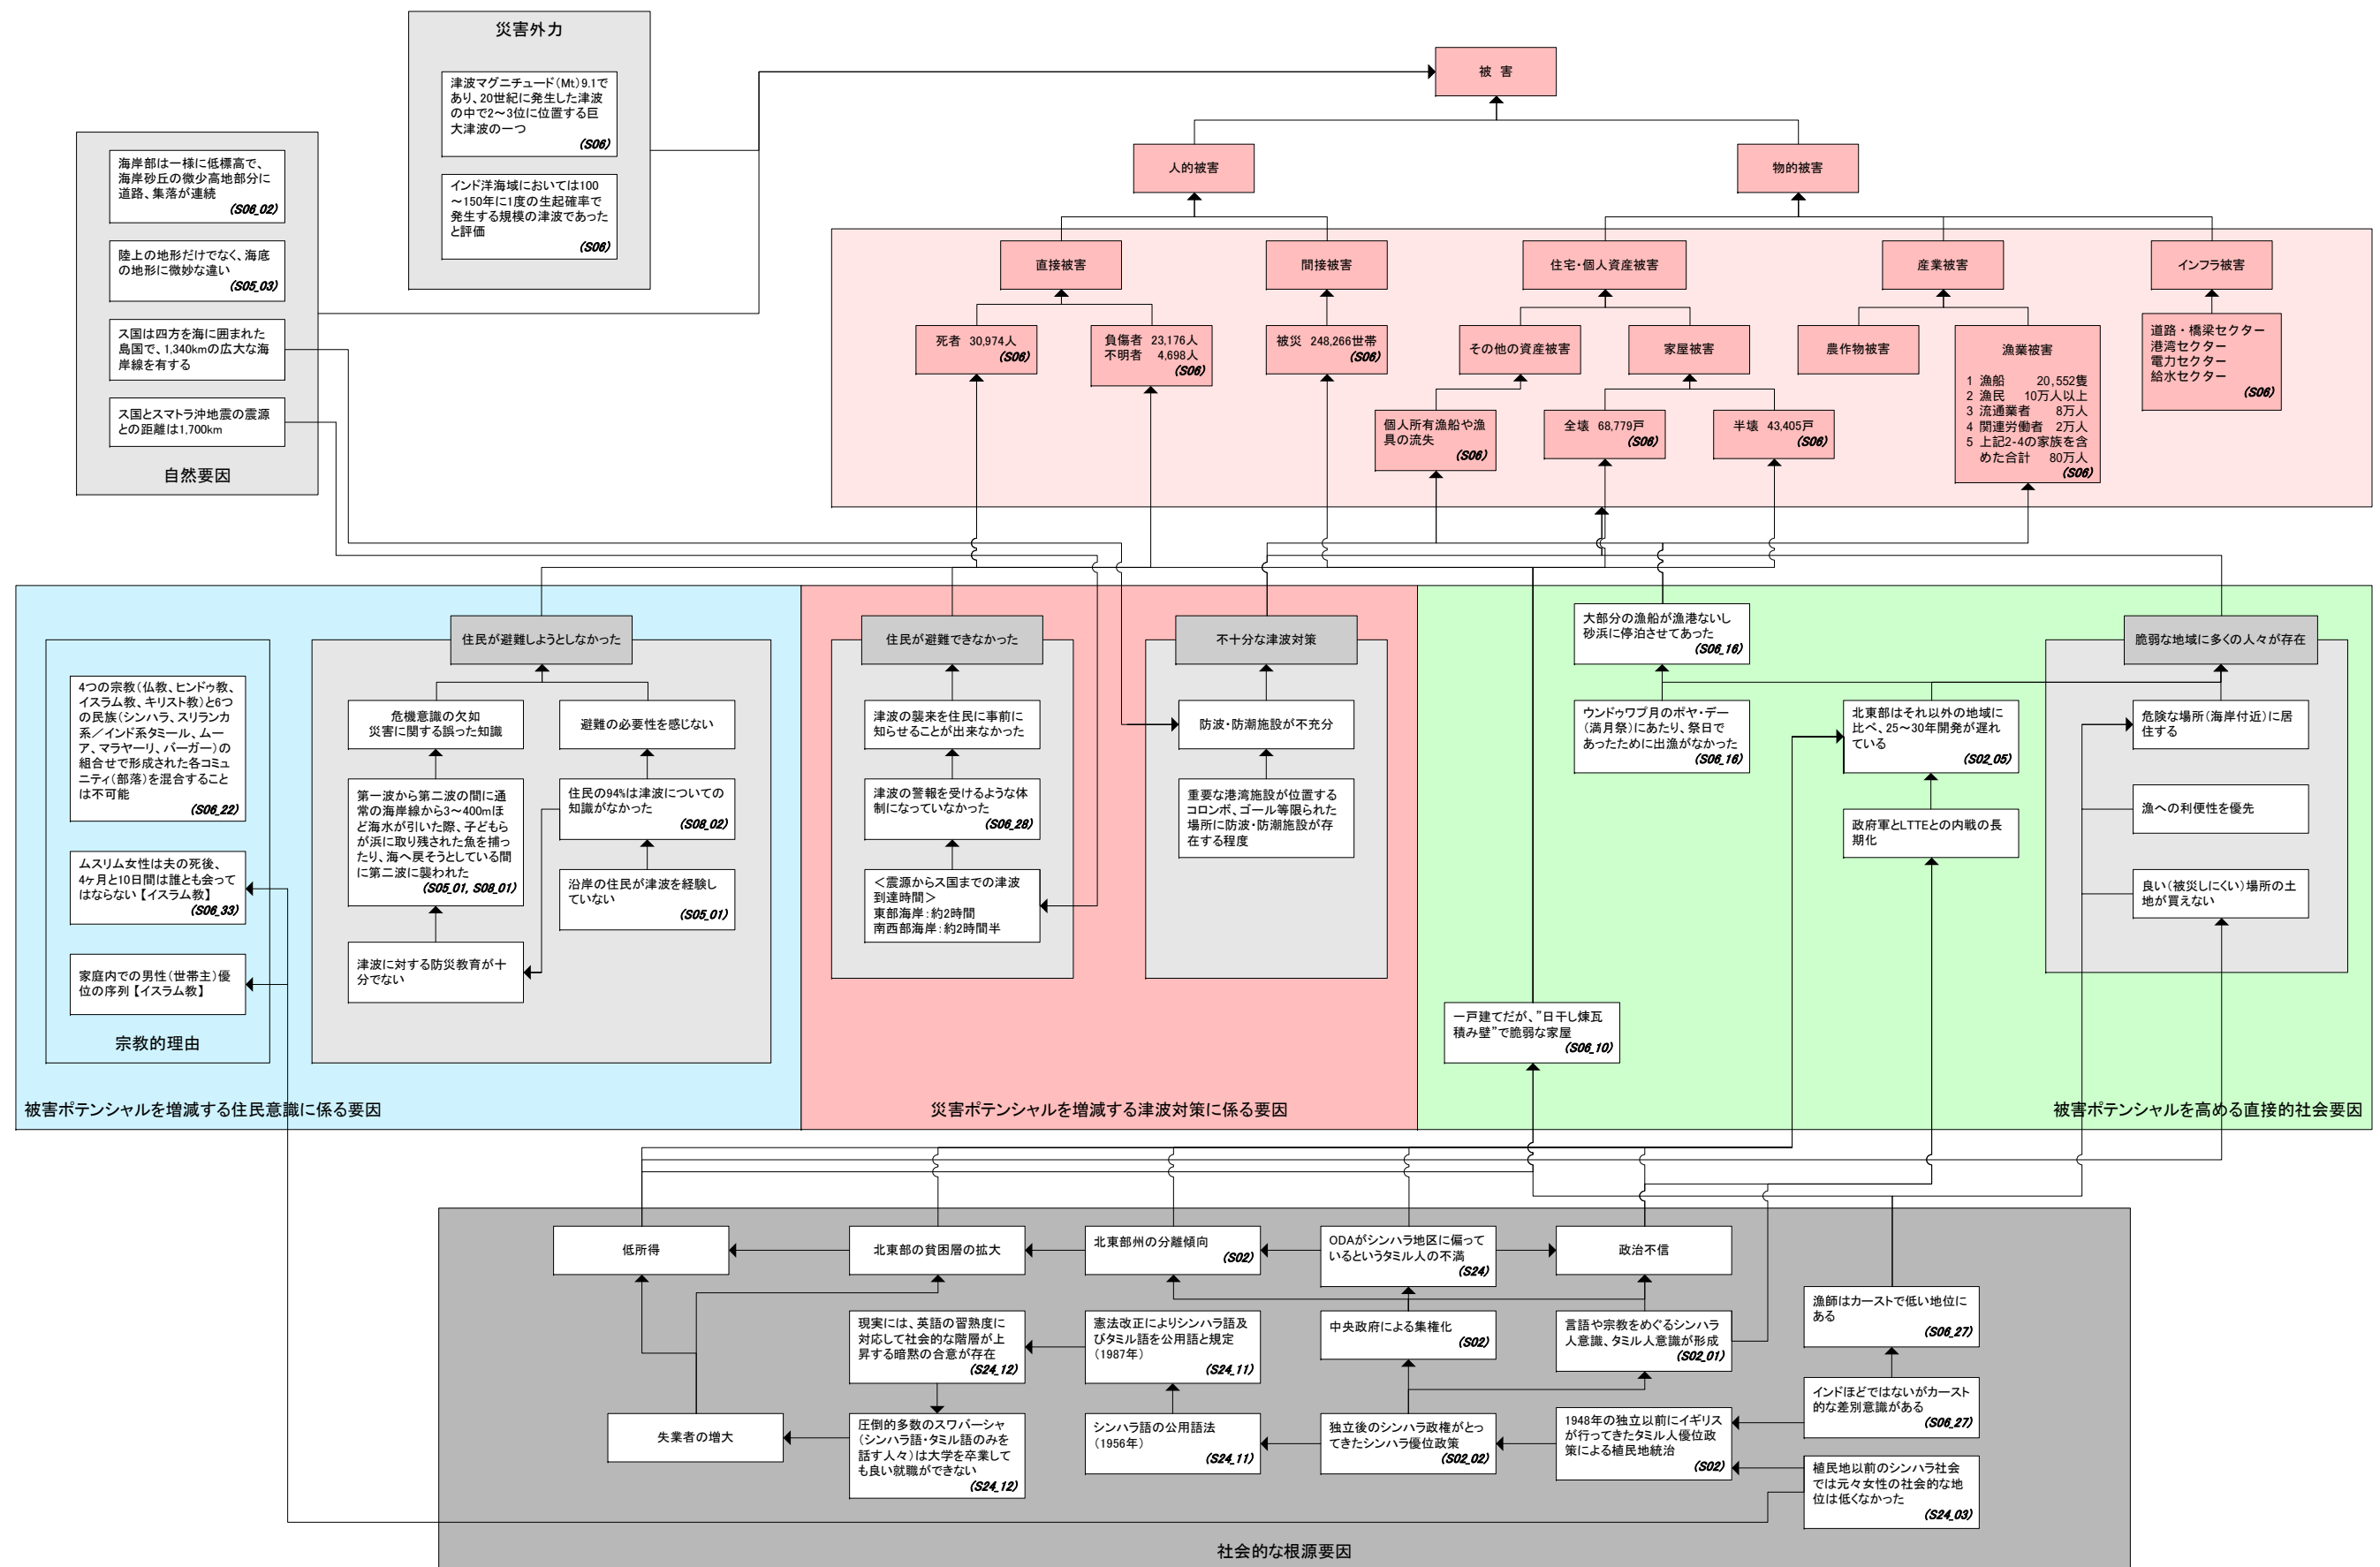 災害外力
津波マグニチュード(Mt)9.1で
あり、20世紀に発生した津波
の中で2～3位に位置する巨
大津波の一つ
(S06)
インド洋海域においては100
～150年に1度の生起確率で
発生する規模の津波であった
と評価
(S06)
海岸部は一様に低標高で、
海岸砂丘の微少高地部分に
道路、集落が連続
(S06_02)
陸上の地形だけでなく、海底
の地形に微妙な違い
(S05_03)
ス国は四方を海に囲まれた
島国で、1,340kmの広大な海
岸線を有する
ス国とスマトラ沖地震の震源
との距離は1,700km
自然要因
被 害
人的被害
物的被害
直接被害
間接被害
住宅・個人資産被害
産業被害
インフラ被害
死者 30,974人
(S06)
負傷者 23,176人
不明者 4,698人
(S06)
被災 248,266世帯
(S06)
その他の資産被害
家屋被害
農作物被害
漁業被害
1 漁船 20,552隻
2 漁民 10万人以上
3 流通業者 8万人
4 関連労働者 2万人
5 上記2-4の家族を含
めた合計 80万人
(S06)
道路・橋梁セクター
港湾セクター
電力セクター
給水セクター
(S06)
個人所有漁船や漁
具の流失
(S06)
全壊 68,779戸
(S06)
半壊 43,405戸
(S06)
4つの宗教(仏教、ヒンドゥ教、
イスラム教、キリスト教)と6つ
の民族(シンハラ、スリランカ
系／インド系タミール、ムー
ア、マラヤーリ、バーガー)の
組合せで形成された各コミュ
ニティ(部落)を混合すること
は不可能
(S06_22)
ムスリム女性は夫の死後、
4ヶ月と10日間は誰とも会って
はならない【イスラム教】
(S06_33)
家庭内での男性(世帯主)優
位の序列【イスラム教】
宗教的理由
住民が避難しようとしなかった
危機意識の欠如
災害に関する誤った知識
避難の必要性を感じない
第一波から第二波の間に通
常の海岸線から3～400mほ
ど海水が引いた際、子どもら
が浜に取り残された魚を捕っ
たり、海へ戻そうとしている間
に第二波に襲われた
(S05_01, S08_01)
住民の94%は津波についての
知識がなかった
(S08_02)
沿岸の住民が津波を経験し
ていない
(S05_01)
津波に対する防災教育が十
分でない
被害ポテンシャルを増減する住民意識に係る要因
住民が避難できなかった
津波の襲来を住民に事前に
知らせることが出来なかった
津波の警報を受けるような体
制になっていなかった
(S06_28)
＜震源からス国までの津波
到達時間＞
東部海岸：約2時間
南西部海岸：約2時間半
不十分な津波対策
防波・防潮施設が不充分
重要な港湾施設が位置する
コロンボ、ゴール等限られた
場所に防波・防潮施設が存
在する程度
災害ポテンシャルを増減する津波対策に係る要因
大部分の漁船が漁港ないし
砂浜に停泊させてあった
(S06_16)
ウンドゥワプ月のポヤ・デー
(満月祭)にあたり、祭日で
あったために出漁がなかった
(S06_16)
北東部はそれ以外の地域に
比べ、25～30年開発が遅れ
ている
(S02_05)
政府軍とLTTEとの内戦の長
期化
脆弱な地域に多くの人々が存在
危険な場所(海岸付近)に居
住する
漁への利便性を優先
良い(被災しにくい)場所の土
地が買えない
一戸建てだが、”日干し煉瓦
積み壁”で脆弱な家屋
(S06_10)
被害ポテンシャルを高める直接的社会要因
低所得
北東部の貧困層の拡大
北東部州の分離傾向
(S02)
ODAがシンハラ地区に偏って
いるというタミル人の不満
(S24)
政治不信
現実には、英語の習熟度に
対応して社会的な階層が上
昇する暗黙の合意が存在
(S24_12)
憲法改正によりシンハラ語及
びタミル語を公用語と規定
(1987年)
(S24_11)
中央政府による集権化
(S02)
言語や宗教をめぐるシンハラ
人意識、タミル人意識が形成
(S02_01)
漁師はカーストで低い地位に
ある
(S06_27)
失業者の増大
圧倒的多数のスワバーシャ
(シンハラ語・タミル語のみを
話す人々)は大学を卒業して
も良い就職ができない
(S24_12)
シンハラ語の公用語法
(1956年)
(S24_11)
独立後のシンハラ政権がとっ
てきたシンハラ優位政策
(S02_02)
1948年の独立以前にイギリス
が行ってきたタミル人優位政
策による植民地統治
(S02)
インドほどではないがカースト
的な差別意識がある
(S06_27)
植民地以前のシンハラ社会
では元々女性の社会的な地
位は低くなかった
(S24_03)
社会的な根源要因